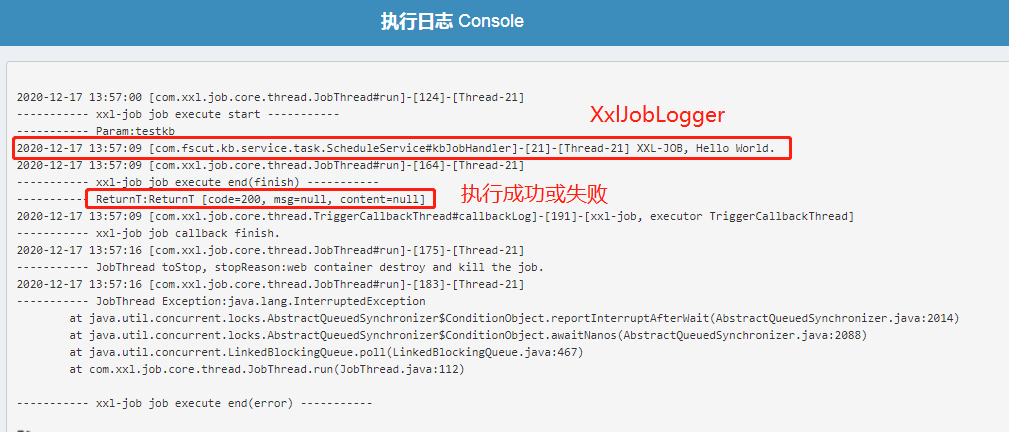 执行日志 Console
2020-12-17 13:57:00 [com.xxl.job.core.thread.JobThread#run]-[124]-[Thread-21]
----------- xxl-job job execute start -----------
XxlJobLogger
----------- Param:testkb
2020-12-17 13:57:09 [com.fscut.kb.service.task.ScheduleService#kbJobHandler]-[21]-[Thread-21] XXL-JOB, Hello World.
2020-12-17 13:57:09 [com.xxl.job.core.thread.JobThread#run]-[164]-[Thread-21]
----------- xxl-job job execute end(finish) -----------
----------- ReturnT:ReturnT [code=200, msg=null, content=null]
执行成功或失败
2020-12-17 13:57:09 [com.xxl.job.core.thread.TriggerCallbackThread#callbackLog]-[191]-[xxl-job, executor TriggerCallbackThread]
----------- xxl-job job callback finish.
2020-12-17 13:57:16 [com.xxl.job.core.thread.JobThread#run]-[175]-[Thread-21]
----------- JobThread toStop, stopReason:web container destroy and kill the job.
2020-12-17 13:57:16 [com.xxl.job.core.thread.JobThread#run]-[183]-[Thread-21]
----------- JobThread Exception:java.lang.InterruptedException
at java.util.concurrent.locks.AbstractQueuedSynchronizer$ConditionObject.reportInterruptAfterWait(AbstractQueuedSynchronizer.java:2014)
at java.util.concurrent.locks.AbstractQueuedSynchronizer$ConditionObject.awaitNanos(AbstractQueuedSynchronizer.java:2088)
at java.util.concurrent.LinkedBlockingQueue.poll(LinkedBlockingQueue.java:467)
at com.xxl.job.core.thread.JobThread.run(JobThread.java:112)
----------- xxl-job job execute end(error) -----------